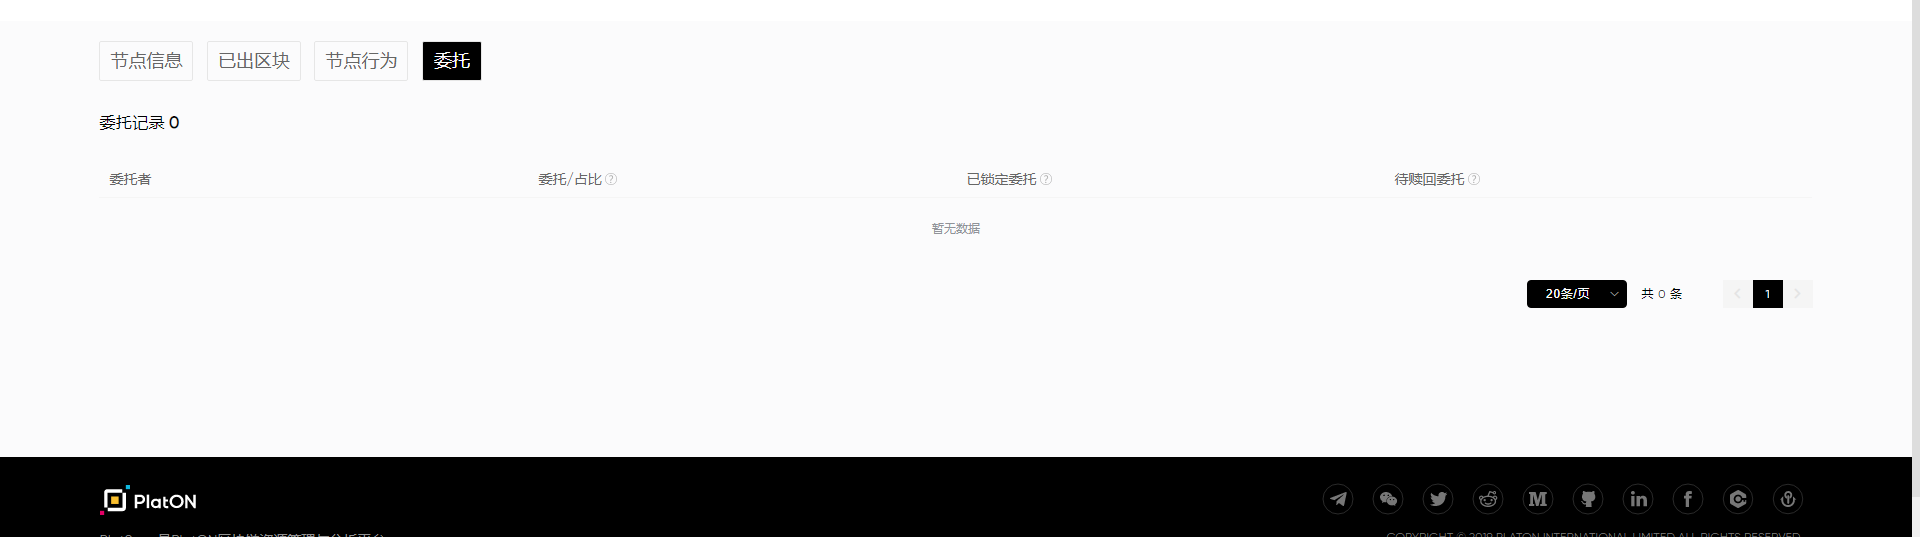 节点信息 已出区块 节点行为 委托
委托记录 0
委托者 委托/占比 已锁定委托 待赎回委托
暂无数据
20条/页 共 0 条 1
PlatON
COPYRIGHT © 2019 PLATON INTERNATIONAL LIMITED ALL RIGHTS RESERVED